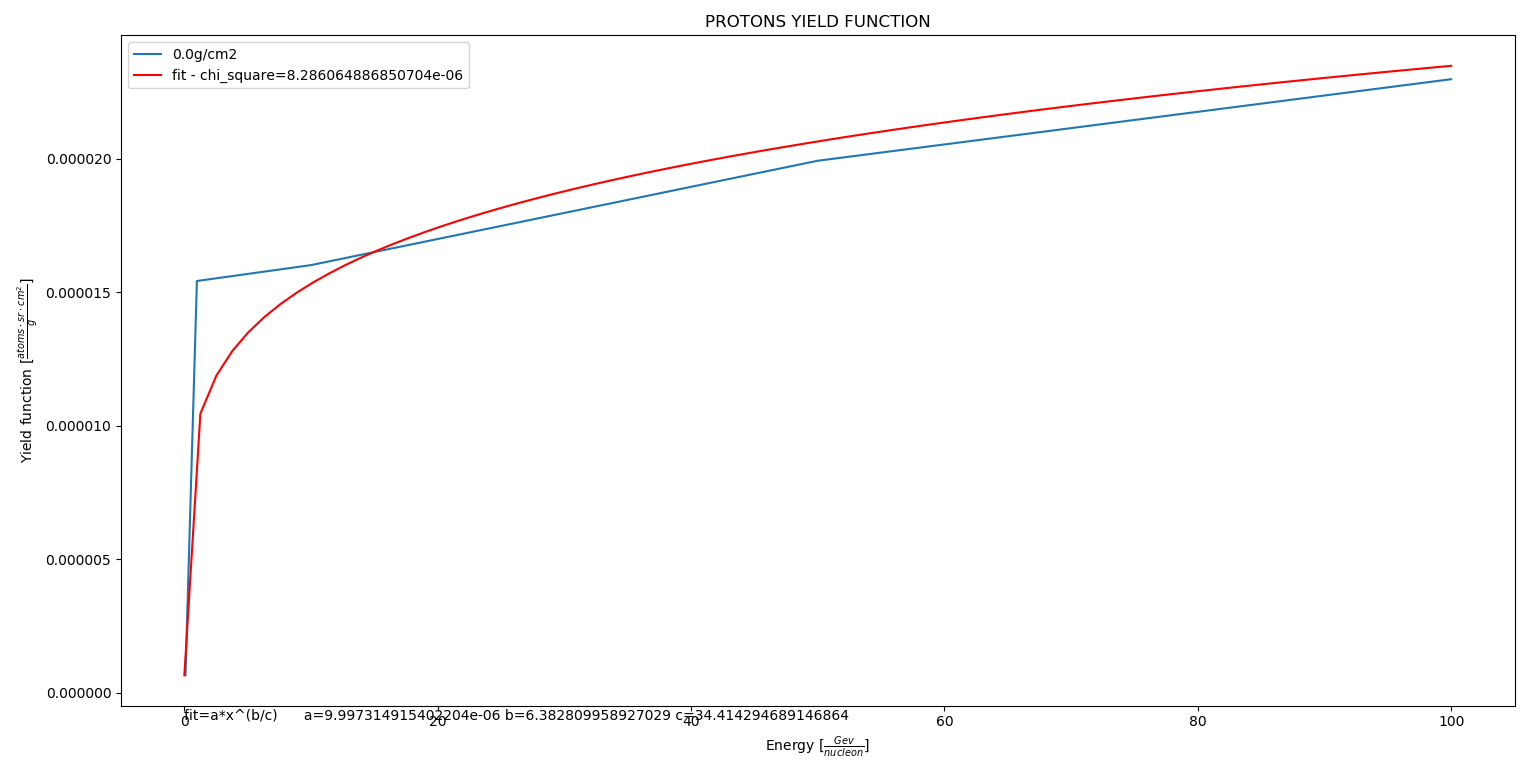 PROTONS YIELD FUNCTION
0.0g/cm2
fit - chi_square=8.286064886850704e-06
0.000020
0.000015
0.000010
0.000005
0.000000
Yield function [atoms · sr · cm²/g]
fit=a*x^(b/c) a=9.997314915402204e-06 b=6.382809958927029 c=34.414294689146864
0 20 40 60 80 100
Energy [Gev/nucleon]